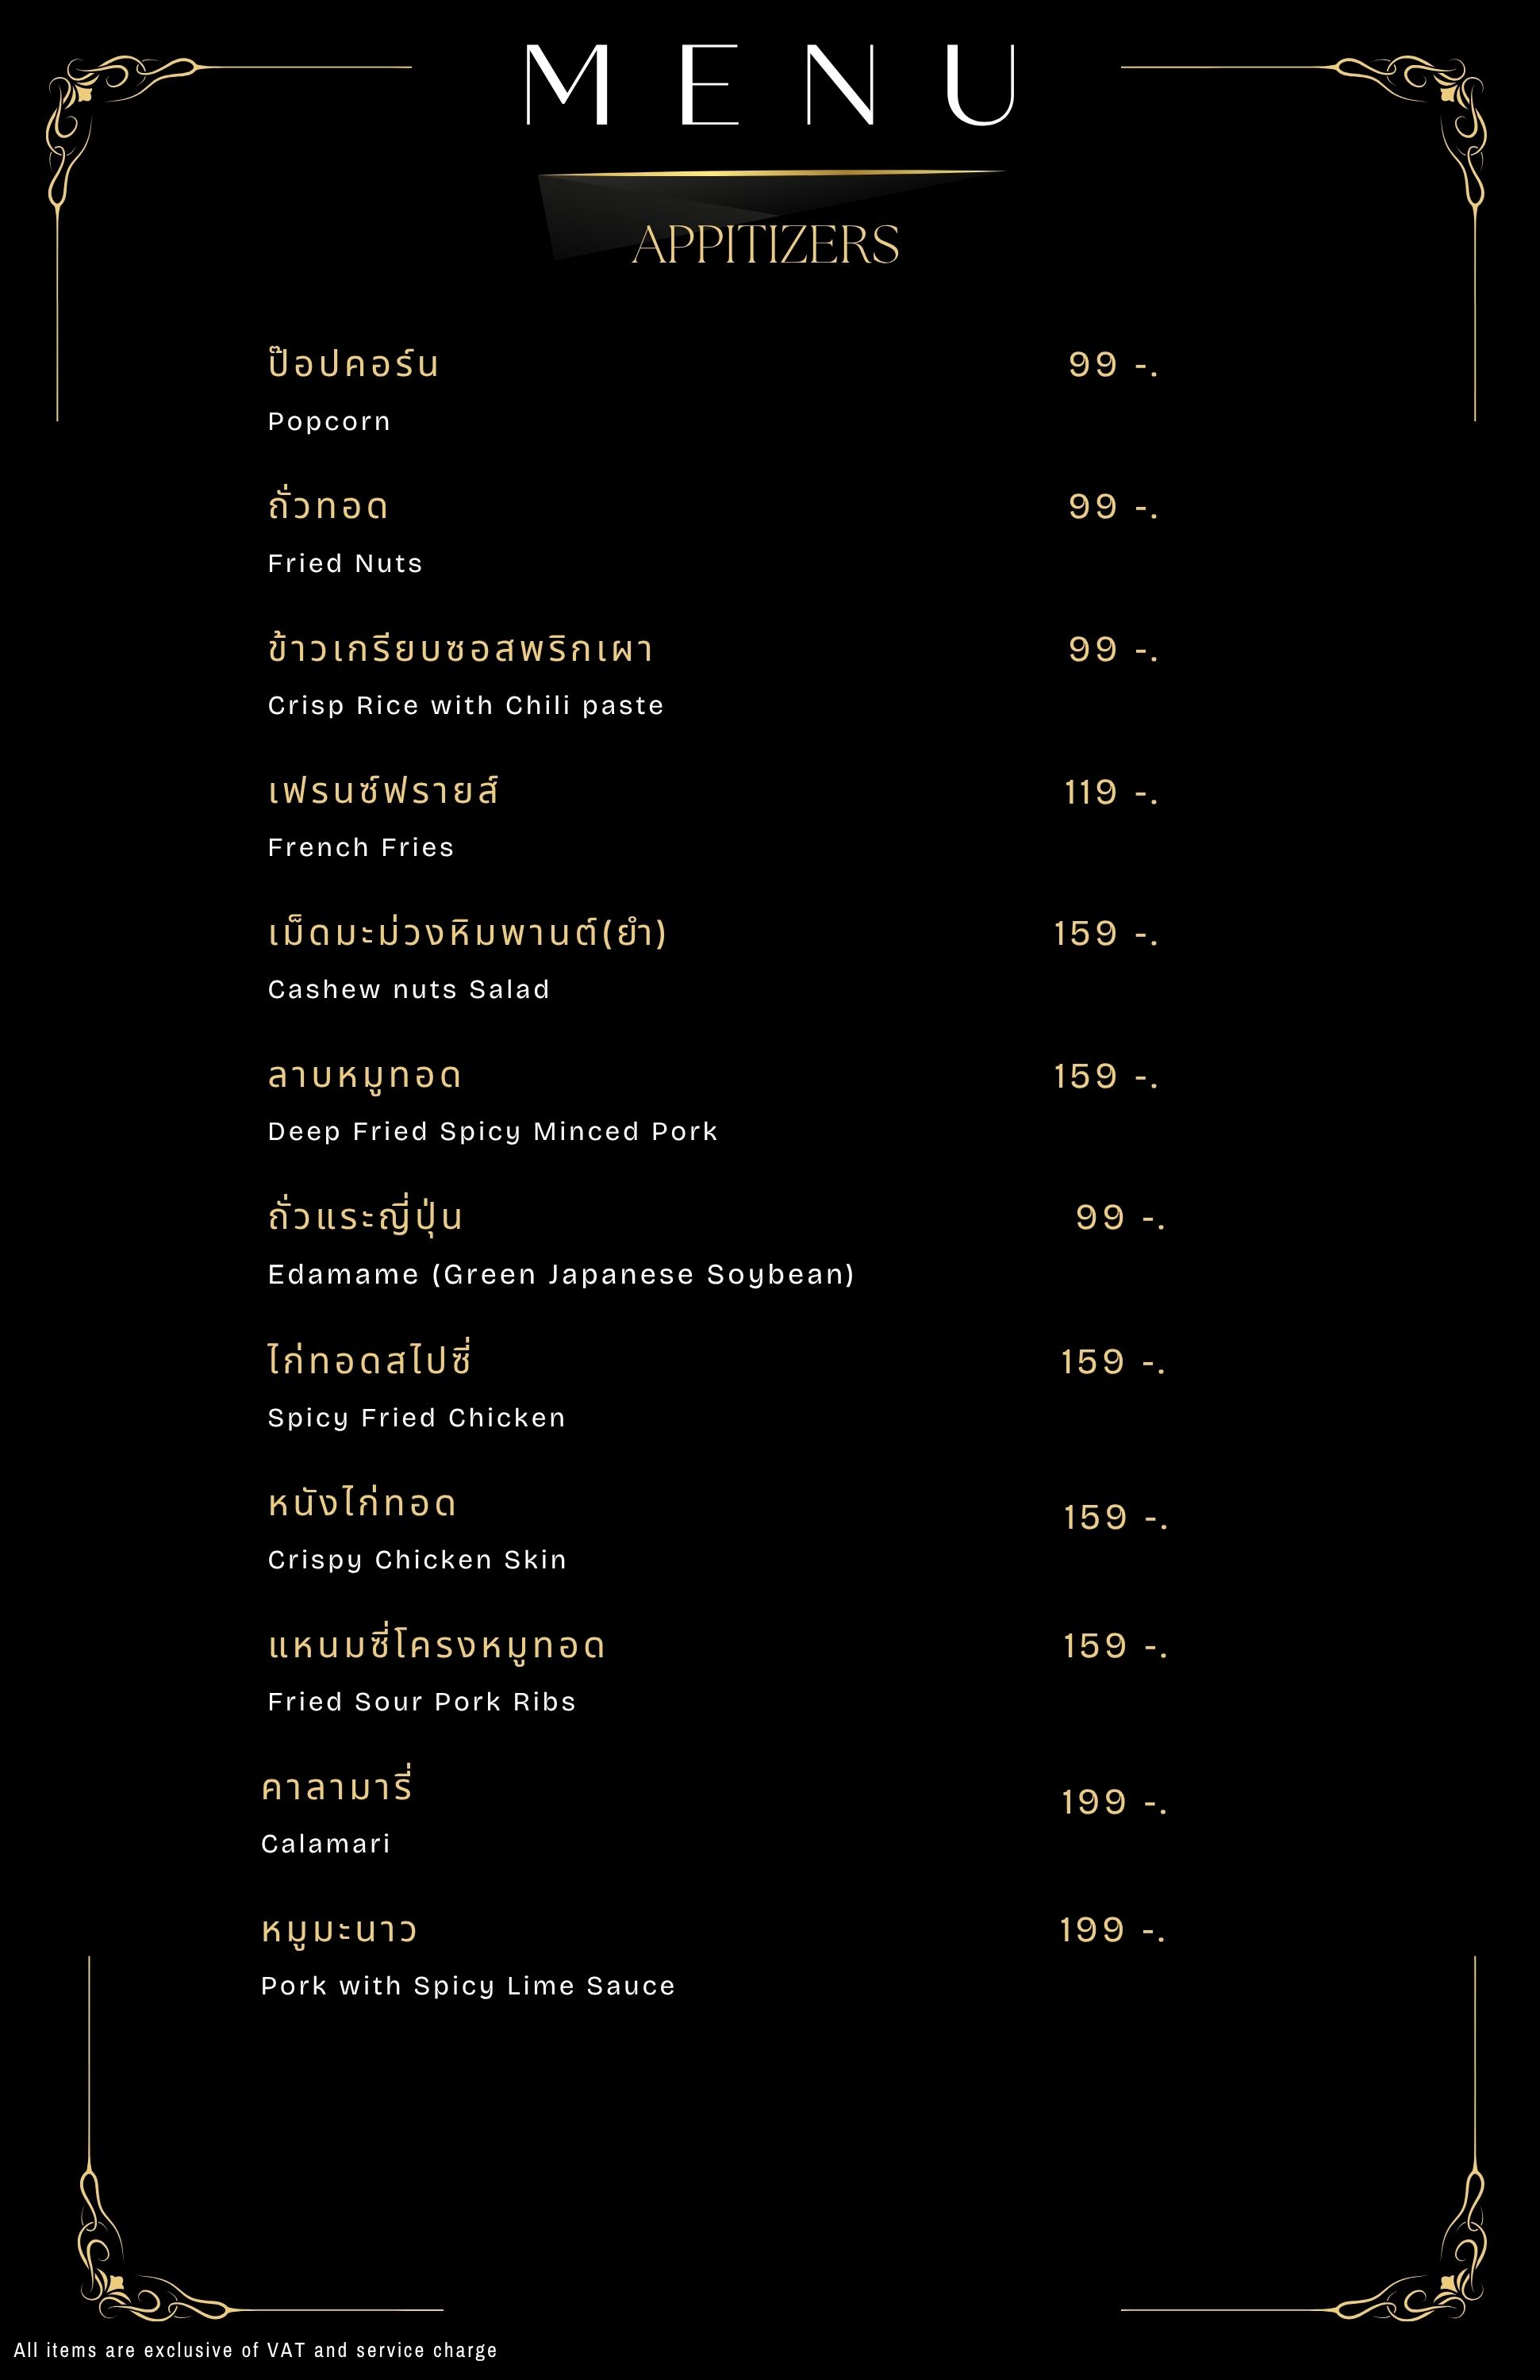 MENU
APPITIZERS
ป๊อปคอร์น 99 -.
Popcorn
ถั่วทอด 99 -.
Fried Nuts
ข้าวเกรียบซอสพริกเผา 99 -.
Crisp Rice with Chili paste
เฟรนซ์ฟรายส์ 119 -.
French Fries
เม็ดมะม่วงหิมพานต์(ยำ) 159 -.
Cashew nuts Salad
ลาบหมูทอด 159 -.
Deep Fried Spicy Minced Pork
ถั่วแระญี่ปุ่น 99 -.
Edamame (Green Japanese Soybean)
ไก่ทอดสไปซี่ 159 -.
Spicy Fried Chicken
หนังไก่ทอด 159 -.
Crispy Chicken Skin
แหนมซี่โครงหมูทอด 159 -.
Fried Sour Pork Ribs
คาลามารี่ 199 -.
Calamari
หมูมะนาว 199 -.
Pork with Spicy Lime Sauce
All items are exclusive of VAT and service charge